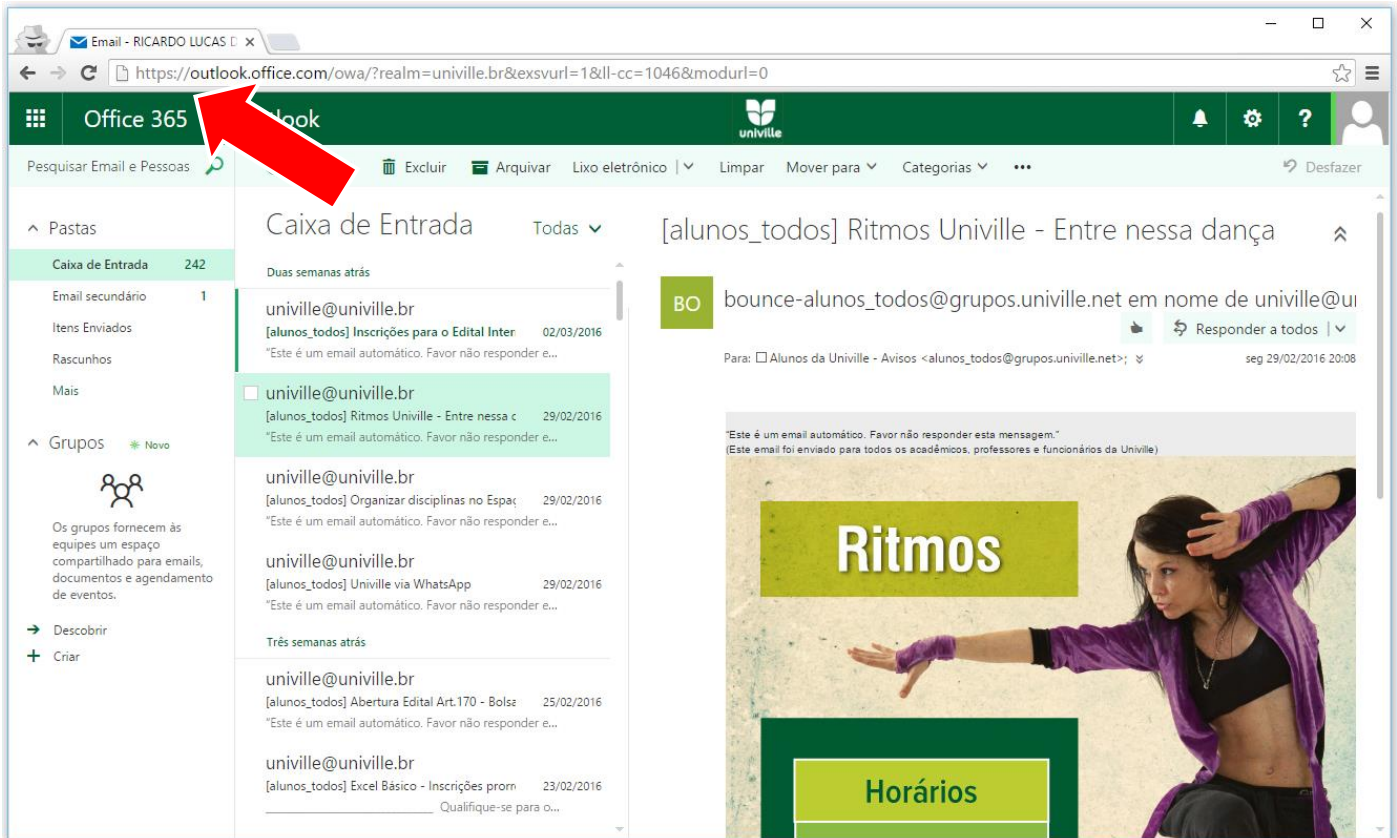 Email - RICARDO LUCAS D
https://outlook.office.com/owa/?realm=univille.br&exsvurl=1&ll-cc=1046&modurl=0
Office 365
look
univille
?
Pesquisar Email e Pessoas
Excluir
Arquivar
Lixo eletrônico
Limpar
Mover para
Categorias
Desfazer
Pastas
Caixa de Entrada 242
Email secundário 1
Itens Enviados
Rascunhos
Mais
Grupos
Novo
Os grupos fornecem às
equipes um espaço
compartilhado para emails,
documentos e agendamento
de eventos.
Descobrir
Criar
Caixa de Entrada Todas
Duas semanas atrás
univille@univille.br
[alunos_todos] Inscrições para o Edital Inter 02/03/2016
"Este é um email automático. Favor não responder e...
univille@univille.br
[alunos_todos] Ritmos Univille - Entre nessa c 29/02/2016
"Este é um email automático. Favor não responder e...
univille@univille.br
[alunos_todos] Organizar disciplinas no Espaç 29/02/2016
"Este é um email automático. Favor não responder e...
univille@univille.br
[alunos_todos] Univille via WhatsApp 29/02/2016
"Este é um email automático. Favor não responder e...
Três semanas atrás
univille@univille.br
[alunos_todos] Abertura Edital Art.170 - Bolsa 25/02/2016
"Este é um email automático. Favor não responder e...
univille@univille.br
[alunos_todos] Excel Básico - Inscrições prorr 23/02/2016
Qualifique-se para o...
[alunos_todos] Ritmos Univille - Entre nessa dança
BO
bounce-alunos_todos@grupos.univille.net em nome de univille@u
Responder a todos
Para: Alunos da Univille - Avisos <alunos_todos@grupos.univille.net>;
seg 29/02/2016 20:08
"Este é um email automático. Favor não responder esta mensagem."
(Este email foi enviado para todos os acadêmicos, professores e funcionários da Univille)
Ritmos
Horários